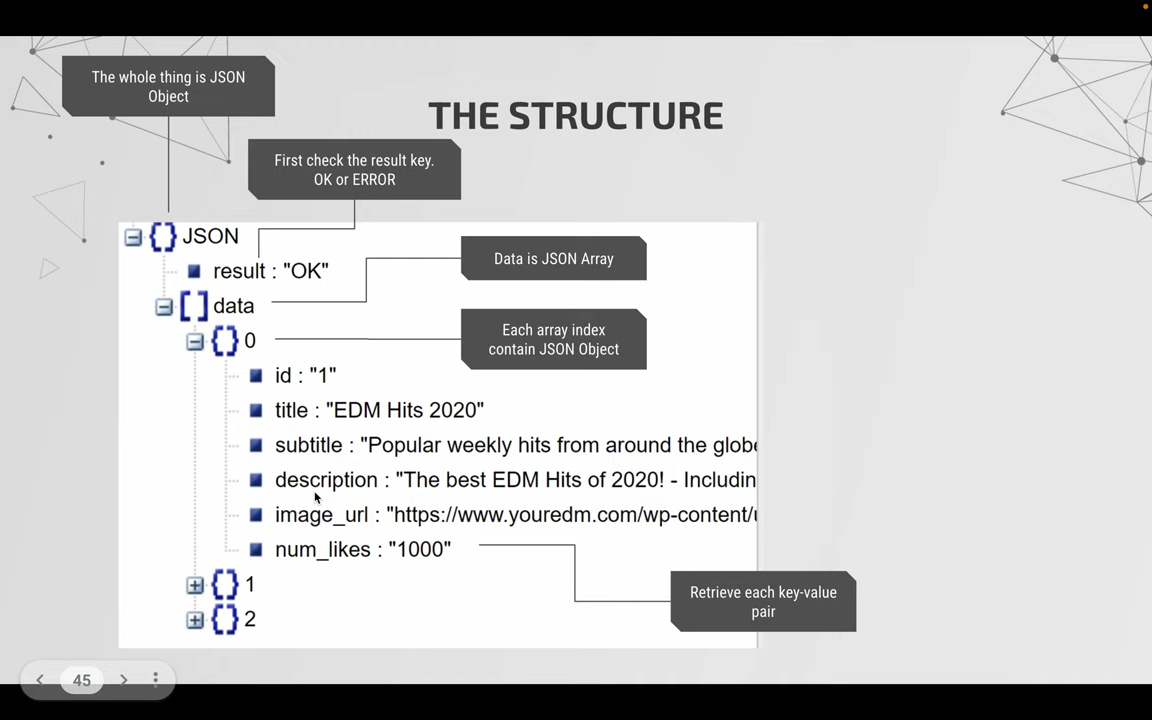 The whole thing is JSON
Object
THE STRUCTURE
First check the result key.
OK or ERROR
JSON
result : "OK"
Data is JSON Array
data
Each array index
contain JSON Object
0
id : "1"
title : "EDM Hits 2020"
subtitle : "Popular weekly hits from around the globe
description : "The best EDM Hits of 2020! - Includin
image_url : "https://www.youredm.com/wp-content/u
num_likes : "1000"
Retrieve each key-value
pair
1
2
45